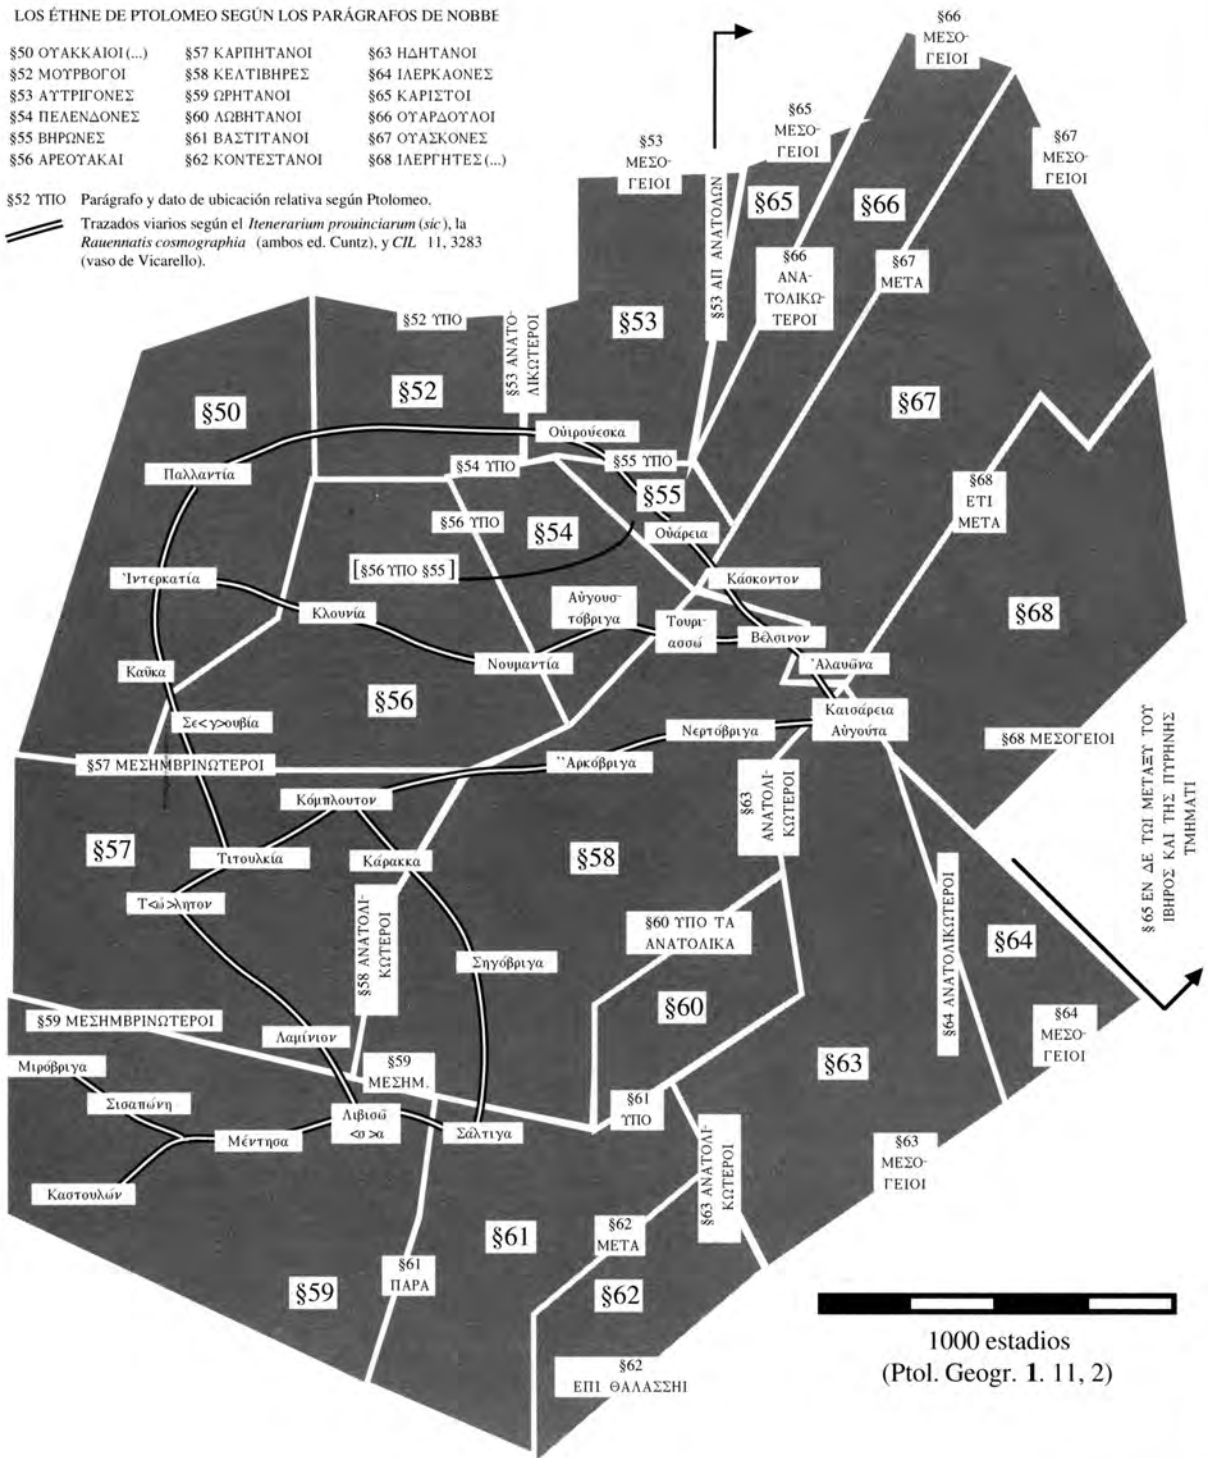 LOS ÉTHNE DE PTOLOMEO SEGÚN LOS PARÁGRAFOS DE NOBBE
§50 ΟΥΑΚΚΑΙΟΙ (...)
§52 ΜΟΥΡΒΟΓΟΙ
§53 ΑΥΤΡΙΓΟΝΕΣ
§54 ΠΕΛΕΝΔΟΝΕΣ
§55 ΒΗΡΩΝΕΣ
§56 ΑΡΕΟΥΑΚΑΙ
§57 ΚΑΡΠΗΤΑΝΟΙ
§58 ΚΕΛΤΙΒΗΡΕΣ
§59 ΩΡΗΤΑΝΟΙ
§60 ΛΩΒΗΤΑΝΟΙ
§61 ΒΑΣΤΙΤΑΝΟΙ
§62 ΚΟΝΤΕΣΤΑΝΟΙ
§63 ΗΔΗΤΑΝΟΙ
§64 ΙΛΕΡΚΑΟΝΕΣ
§65 ΚΑΡΙΣΤΟΙ
§66 ΟΥΑΡΔΟΥΛΟΙ
§67 ΟΥΑΣΚΟΝΕΣ
§68 ΙΛΕΡΓΗΤΕΣ (...)
§52 ΥΠΟ Parágrafo y dato de ubicación relativa según Ptolomeo.
Trazados viarios según el Itenerarium prouinciarum (sic), la
Rauennatis cosmographia (ambos ed. Cuntz), y CIL 11, 3283
(vaso de Vicarello).
§66
ΜΕΣΟ-
ΓΕΙΟΙ
§65
ΜΕΣΟ-
ΓΕΙΟΙ
§53
ΜΕΣΟ-
ΓΕΙΟΙ
§67
ΜΕΣΟ-
ΓΕΙΟΙ
§65
§66
§53 ΑΠ ΑΝΑΤΟΛΩΝ
§66
ΑΝΑ-
ΤΟΛΙΚΩ-
ΤΕΡΟΙ
§67
ΜΕΤΑ
§52 ΥΠΟ
§53 ΑΝΑΤΟ-
ΛΙΚΩΤΕΡΟΙ
§53
§50
§52
§67
Οὐιρούεσκα
Παλλαντία
§54 ΥΠΟ
§55 ΥΠΟ
§55
§68
ΕΤΙ
ΜΕΤΑ
§56 ΥΠΟ
§54
Οὐάρεια
[§56 ΥΠΟ §55]
Ἰντερκατία
Κάσκοντον
Κλουνία
Αὐγουσ-
τόβριγα
Τουρι-
ασσώ
Βέλσινον
§68
Νουμαντία
Ἀλαυῶνα
Καῦκα
§56
Σε<γ>ουβία
Νερτόβριγα
Καισάρεια
Αὐγούτα
§68 ΜΕΣΟΓΕΙΟΙ
§57 ΜΕΣΗΜΒΡΙΝΩΤΕΡΟΙ
Ἀρκόβριγα
§63
ΑΝΑΤΟΛΙ-
ΚΩΤΕΡΟΙ
§65 ΕΝ ΔΕ ΤΩΙ ΜΕΤΑΞΥ ΤΟΥ
ΙΒΗΡΟΣ ΚΑΙ ΤΗΣ ΠΥΡΗΝΗΣ
ΤΜΗΜΑΤΙ
Κόμπλουτον
§57
Τιτουλκία
Κάρακκα
§58
Τ<ώ>λητον
§58 ΑΝΑΤΟΛΙ-
ΚΩΤΕΡΟΙ
§60 ΥΠΟ ΤΑ
ΑΝΑΤΟΛΙΚΑ
§64 ΑΝΑΤΟΛΙΚΩΤΕΡΟΙ
§64
Σηγόβριγα
§60
§59 ΜΕΣΗΜΒΡΙΝΩΤΕΡΟΙ
§64
ΜΕΣΟ-
ΓΕΙΟΙ
Λαμίνιον
§63
Μιρόβριγα
§59
ΜΕΣΗΜ.
Σισαπώνη
Λιβισῶ
<σ>α
§61
ΥΠΟ
Μέντησα
Σάλτιγα
§63 ΑΝΑΤΟΛΙ-
ΚΩΤΕΡΟΙ
§63
ΜΕΣΟ-
ΓΕΙΟΙ
Καστουλών
§61
§62
ΜΕΤΑ
§61
ΠΑΡΑ
§59
§62
§62
ΕΠΙ ΘΑΛΑΣΣΗΙ
1000 estadios
(Ptol. Geogr. 1. 11, 2)